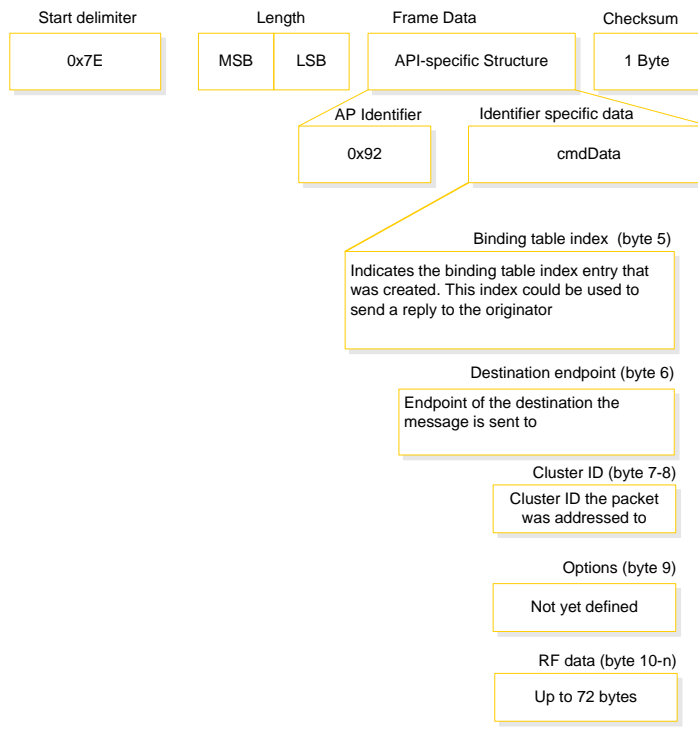 Start delimiter
Length
Frame Data
Checksum
0x7E
MSB
LSB
API-specific Structure
1 Byte
AP Identifier
Identifier specific data
0x92
cmdData
Binding table index  (byte 5)
Indicates the binding table index entry that
was created. This index could be used to
send a reply to the originator
Destination endpoint (byte 6)
Endpoint of the destination the
message is sent to
Cluster ID (byte 7-8)
Cluster ID the packet
was addressed to
Options (byte 9)
Not yet defined
RF data (byte 10-n)
Up to 72 bytes